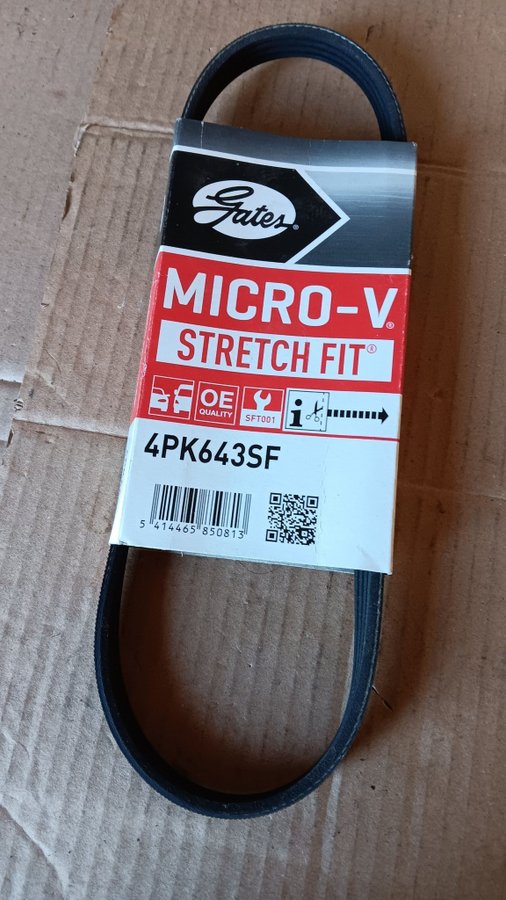 Gates®
MICRO-V®
STRETCH FIT®
OE
QUALITY
SFT001
i
4PK643SF
5 414465 850813